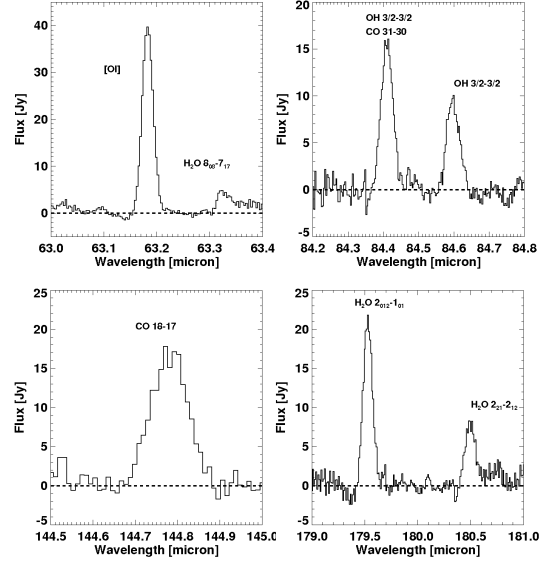 40
30
20
10
0
Flux [Jy]
[OI]
H₂O 8₀₈-7₁₇
63.0 63.1 63.2 63.3 63.4
Wavelength [micron]
20
15
10
5
0
-5
Flux [Jy]
OH 3/2-3/2
CO 31-30
OH 3/2-3/2
84.2 84.3 84.4 84.5 84.6 84.7 84.8
Wavelength [micron]
25
20
15
10
5
0
-5
Flux [Jy]
CO 18-17
144.5 144.6 144.7 144.8 144.9 145.0
Wavelength [micron]
25
20
15
10
5
0
-5
Flux [Jy]
H₂O 2₀₁₂-1₀₁
H₂O 2₂₁-2₁₂
179.0 179.5 180.0 180.5 181.0
Wavelength [micron]